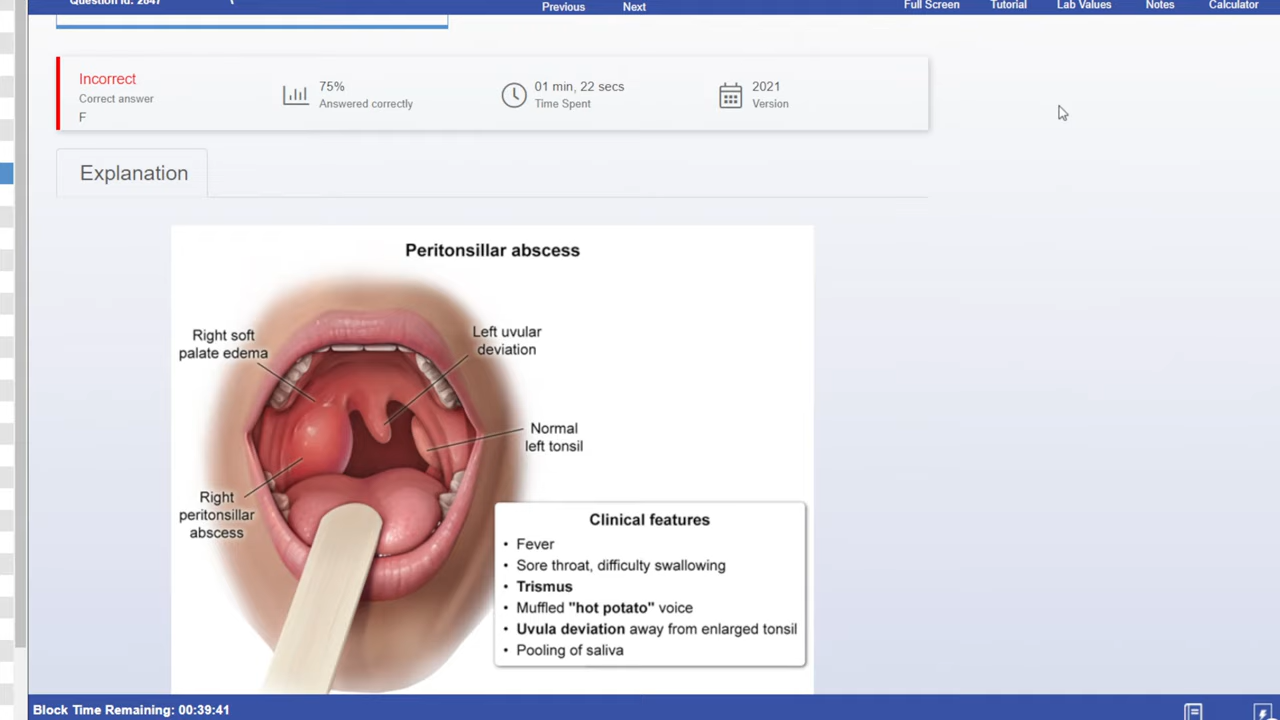 Question Id: 2847
Previous
Next
Full Screen
Tutorial
Lab Values
Notes
Calculator
Incorrect
Correct answer
F
75%
Answered correctly
01 min, 22 secs
Time Spent
2021
Version
Explanation
Peritonsillar abscess
Right soft
palate edema
Left uvular
deviation
Normal
left tonsil
Right
peritonsillar
abscess
Clinical features
• Fever
• Sore throat, difficulty swallowing
• Trismus
• Muffled "hot potato" voice
• Uvula deviation away from enlarged tonsil
• Pooling of saliva
Block Time Remaining: 00:39:41